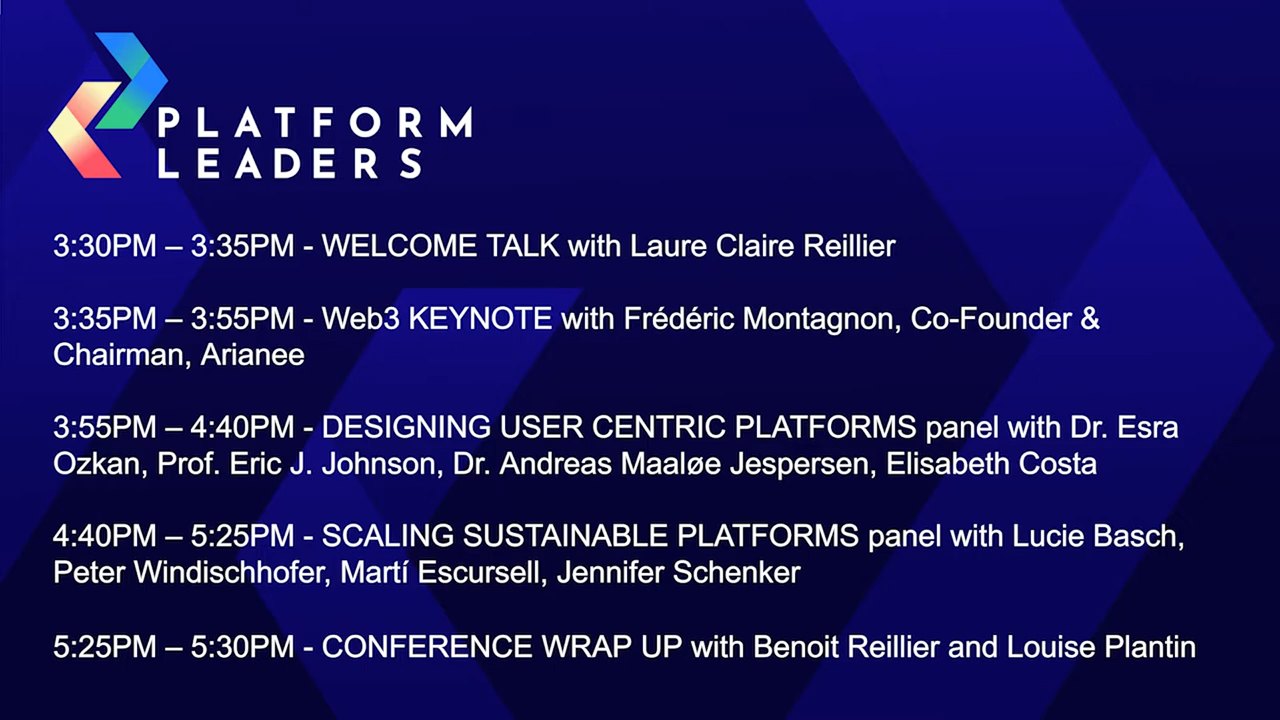 PLATFORM
LEADERS
3:30PM – 3:35PM - WELCOME TALK with Laure Claire Reillier
3:35PM – 3:55PM - Web3 KEYNOTE with Frédéric Montagnon, Co-Founder &
Chairman, Arianee
3:55PM – 4:40PM - DESIGNING USER CENTRIC PLATFORMS panel with Dr. Esra
Ozkan, Prof. Eric J. Johnson, Dr. Andreas Maaløe Jespersen, Elisabeth Costa
4:40PM – 5:25PM - SCALING SUSTAINABLE PLATFORMS panel with Lucie Basch,
Peter Windischhofer, Martí Escursell, Jennifer Schenker
5:25PM – 5:30PM - CONFERENCE WRAP UP with Benoit Reillier and Louise Plantin